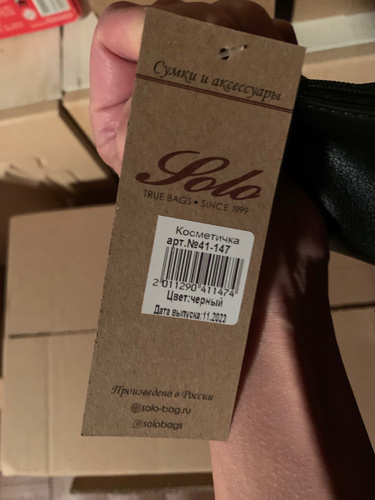 Сумки и аксессуары
Solo
TRUE BAGS • SINCE 1999
Косметичка
арт.№41-147
2 011290 411474
Цвет:черный
Дата выпуска:11.2023
Произведено в России
solo-bag.ru
solobags